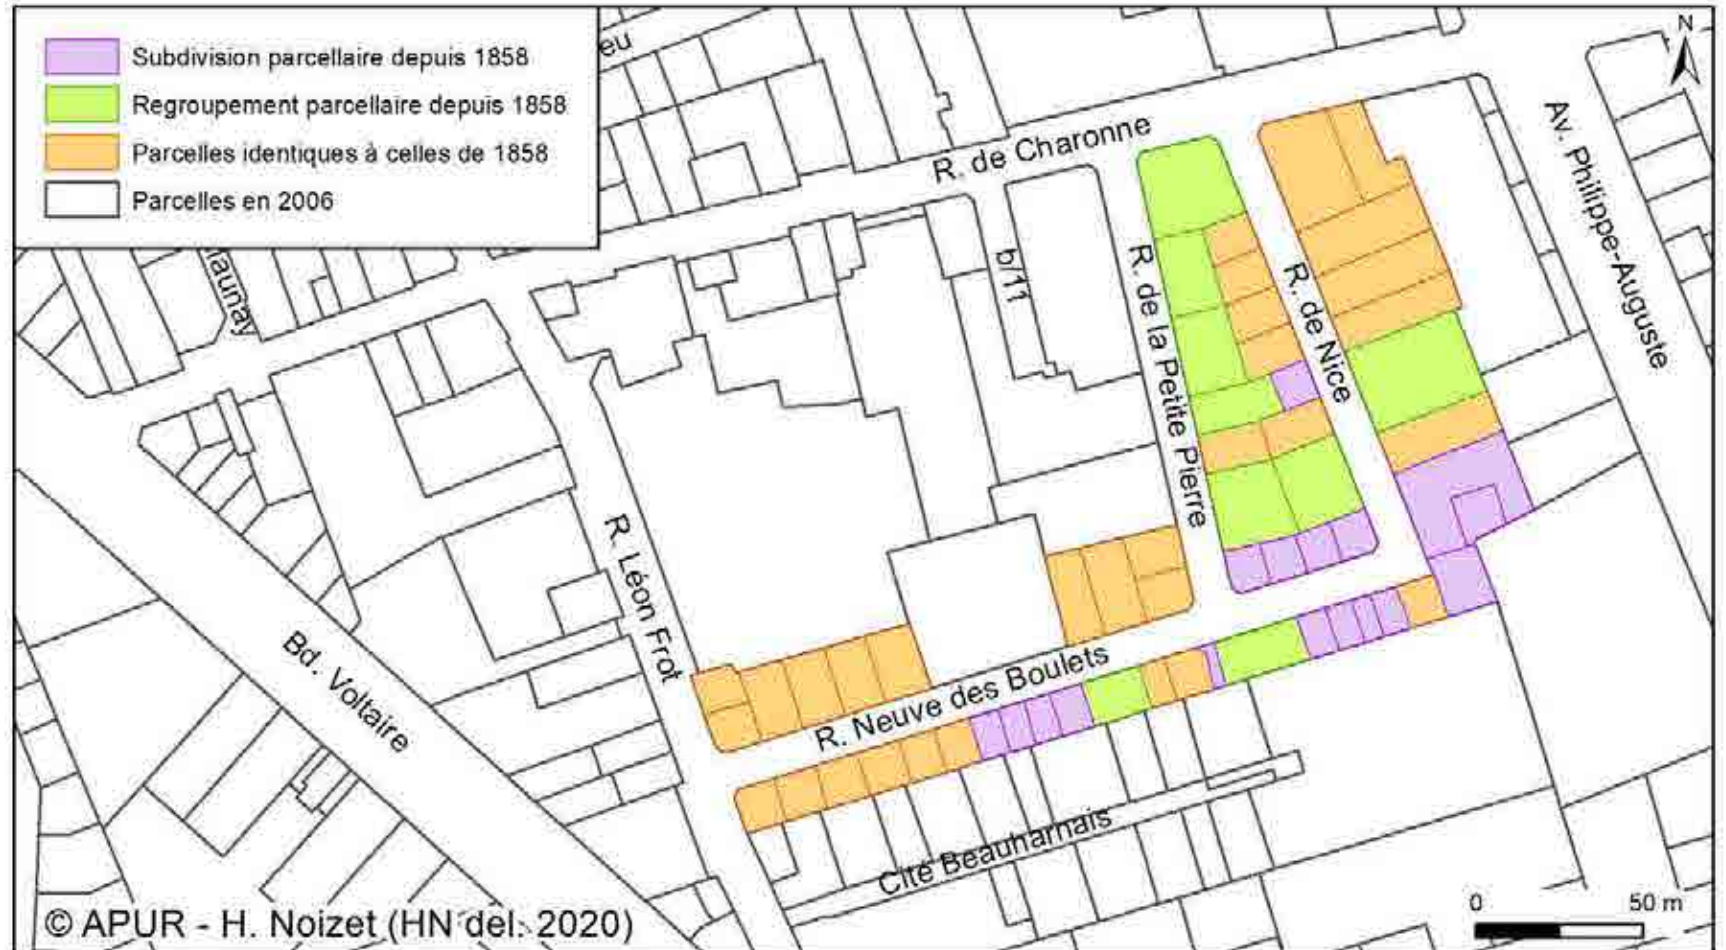 Subdivision parcellaire depuis 1858
Regroupement parcellaire depuis 1858
Parcelles identiques à celles de 1858
Parcelles en 2006
eu
N
launay
R. de Charonne
Av. Philippe-Auguste
b/11
R. de la Petite Pierre
R. de Nice
R. Léon Frot
Bd. Voltaire
R. Neuve des Boulets
Cité Beauharnais
0 50 m
© APUR - H. Noizet (HN del. 2020)